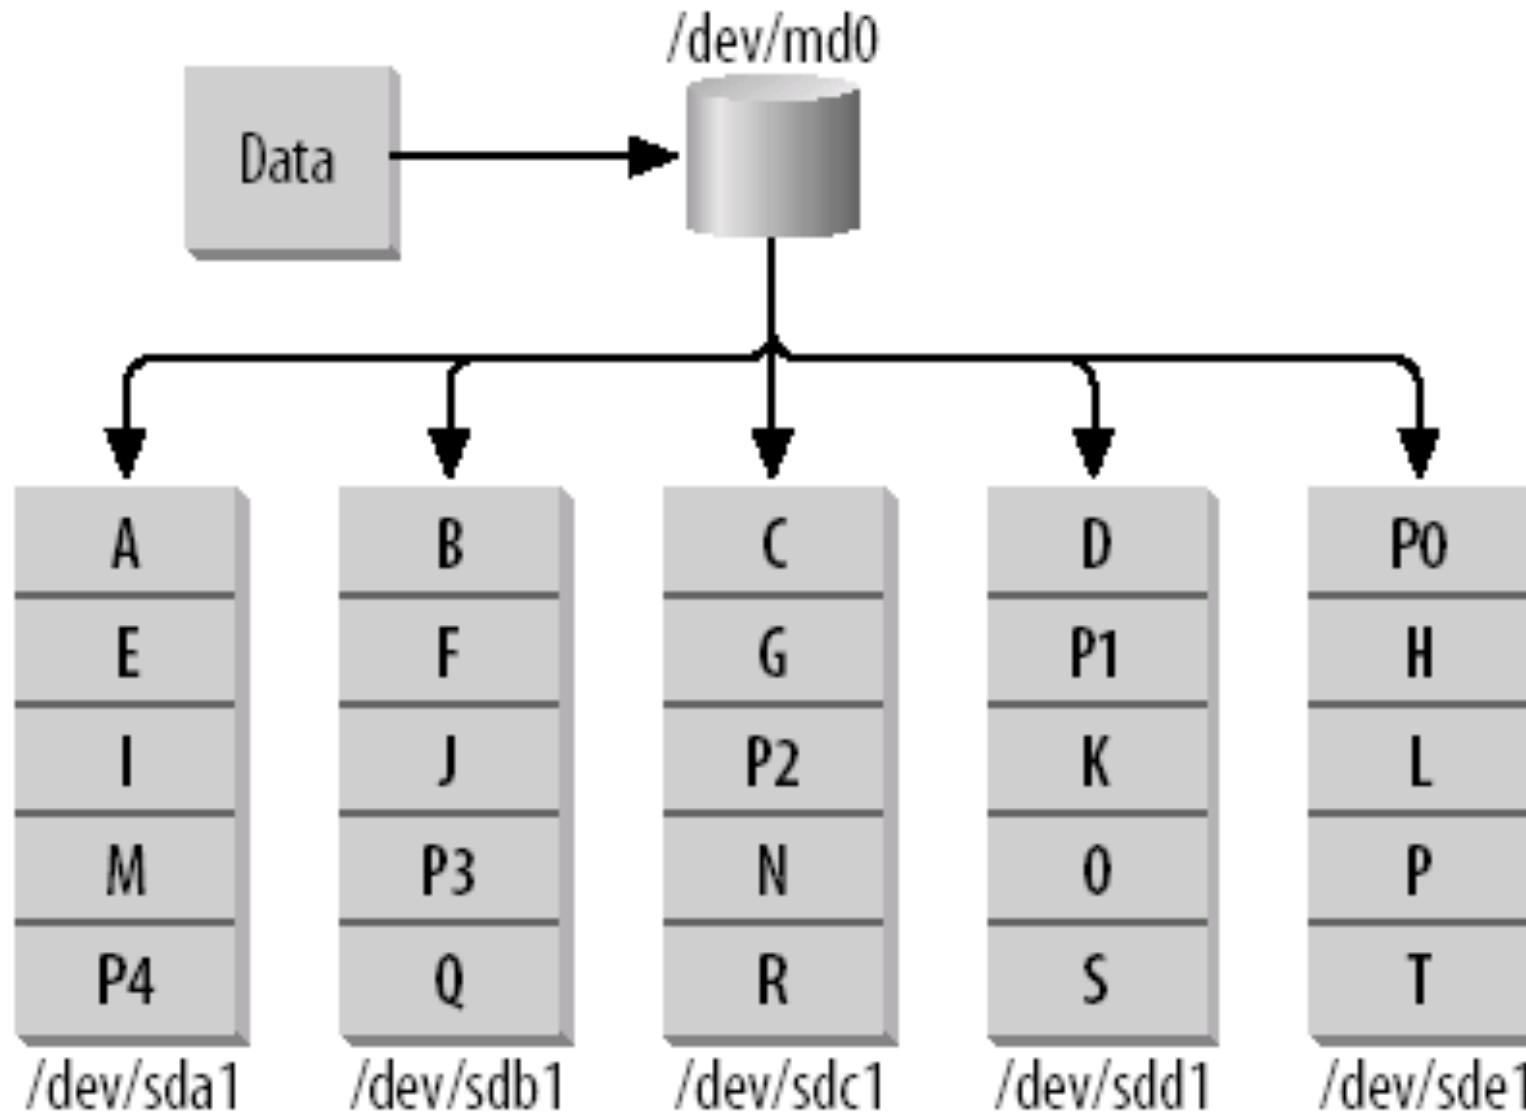 /dev/md0
Data
A B C D P0
E F G P1 H
I J P2 K L
M P3 N O P
P4 Q R S T
/dev/sda1 /dev/sdb1 /dev/sdc1 /dev/sdd1 /dev/sde1